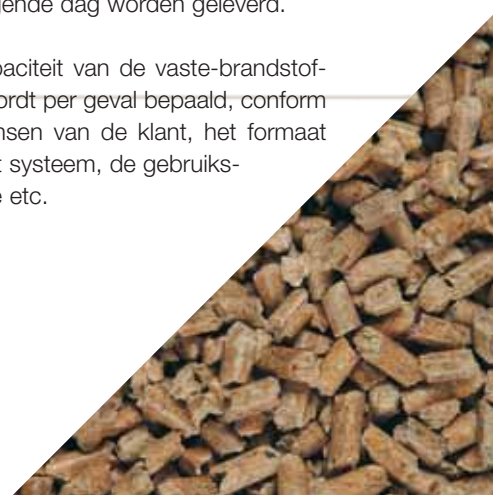 gende dag worden geleverd.
paciteit van de vaste-brandstof-
ordt per geval bepaald, conform
nsen van de klant, het formaat
t systeem, de gebruiks-
e etc.